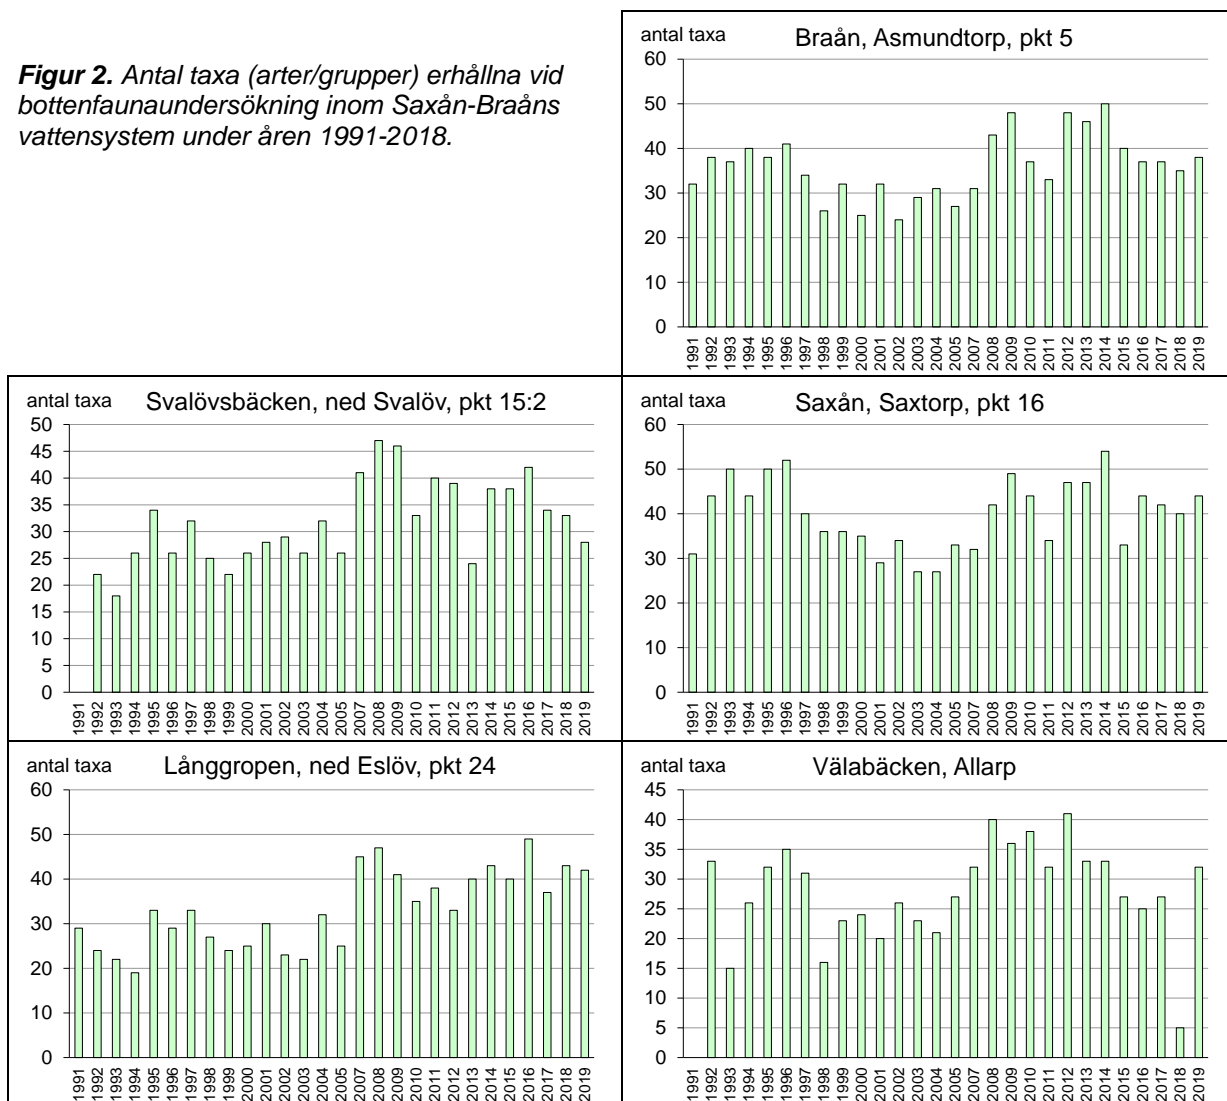 Figur 2. Antal taxa (arter/grupper) erhållna vid
bottenfaunaundersökning inom Saxån-Braåns
vattensystem under åren 1991-2018.
antal taxa
Braån, Asmundtorp, pkt 5
60
50
40
30
20
10
0
1991 1992 1993 1994 1995 1996 1997 1998 1999 2000 2001 2002 2003 2004 2005 2007 2008 2009 2010 2011 2012 2013 2014 2015 2016 2017 2018 2019
antal taxa
Svalövsbäcken, ned Svalöv, pkt 15:2
50
45
40
35
30
25
20
15
10
5
0
1991 1992 1993 1994 1995 1996 1997 1998 1999 2000 2001 2002 2003 2004 2005 2007 2008 2009 2010 2011 2012 2013 2014 2015 2016 2017 2018 2019
antal taxa
Saxån, Saxtorp, pkt 16
60
50
40
30
20
10
0
1991 1992 1993 1994 1995 1996 1997 1998 1999 2000 2001 2002 2003 2004 2005 2007 2008 2009 2010 2011 2012 2013 2014 2015 2016 2017 2018 2019
antal taxa
Långgropen, ned Eslöv, pkt 24
60
50
40
30
20
10
0
1991 1992 1993 1994 1995 1996 1997 1998 1999 2000 2001 2002 2003 2004 2005 2007 2008 2009 2010 2011 2012 2013 2014 2015 2016 2017 2018 2019
antal taxa
Välabäcken, Allarp
45
40
35
30
25
20
15
10
5
0
1991 1992 1993 1994 1995 1996 1997 1998 1999 2000 2001 2002 2003 2004 2005 2007 2008 2009 2010 2011 2012 2013 2014 2015 2016 2017 2018 2019